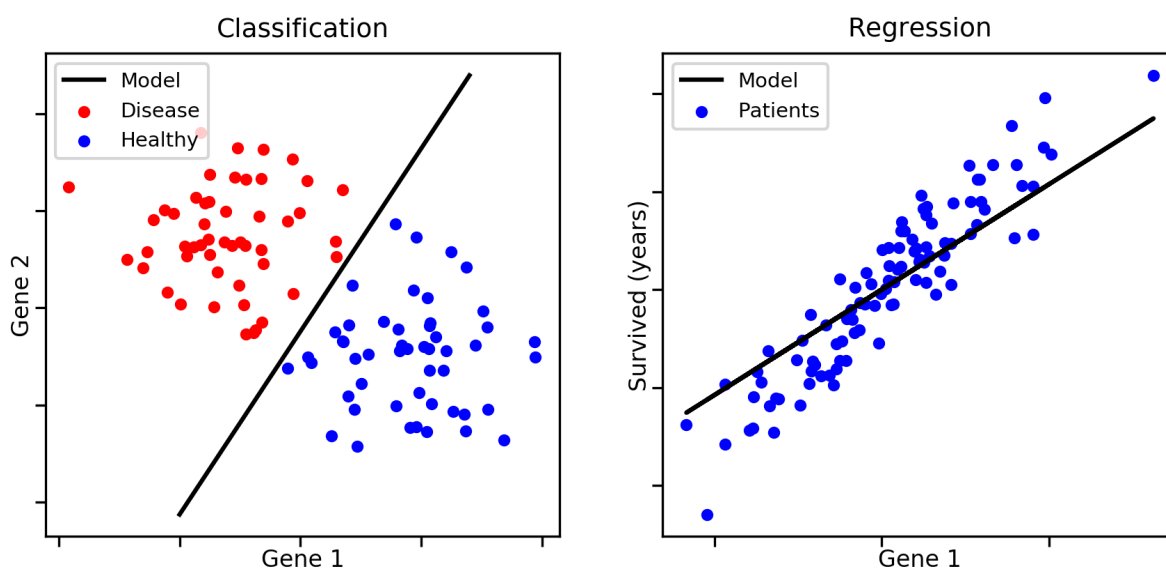 Classification
Model
Disease
Healthy
Gene 2
Gene 1
Regression
Model
Patients
Survived (years)
Gene 1